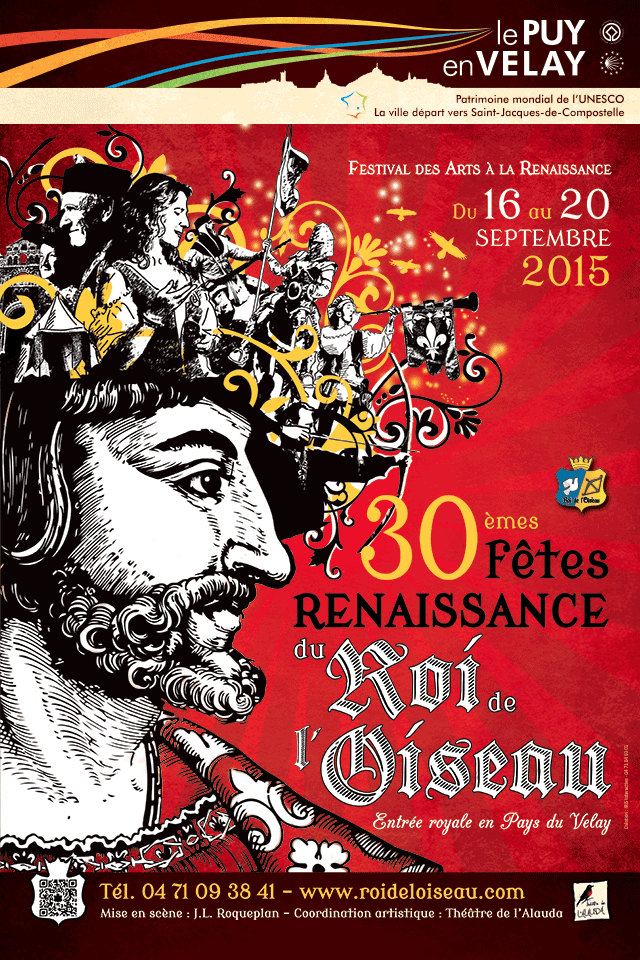 le PUY
en VELAY
Patrimoine mondial de l'UNESCO
La ville départ vers Saint-Jacques-de-Compostelle
Festival des Arts à la Renaissance
Du 16 au 20
SEPTEMBRE
2015
Roi de l'Oiseau
30èmes
Fêtes
RENAISSANCE
du Roi de
l'Oiseau
Entrée royale en Pays du Velay
Tél. 04 71 09 38 41 - www.roideloiseau.com
Mise en scène : J.L. Roqueplan - Coordination artistique : Théâtre de l'Alauda